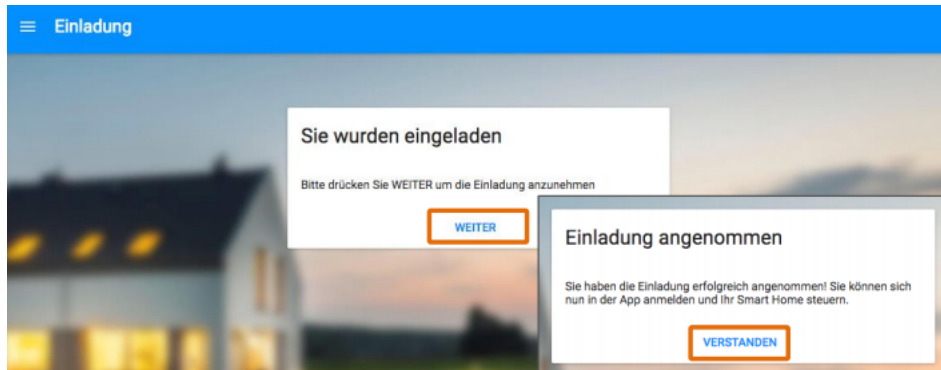 Einladung
Sie wurden eingeladen
Bitte drücken Sie WEITER um die Einladung anzunehmen
WEITER
Einladung angenommen
Sie haben die Einladung erfolgreich angenommen! Sie können sich
nun in der App anmelden und Ihr Smart Home steuern.
VERSTANDEN